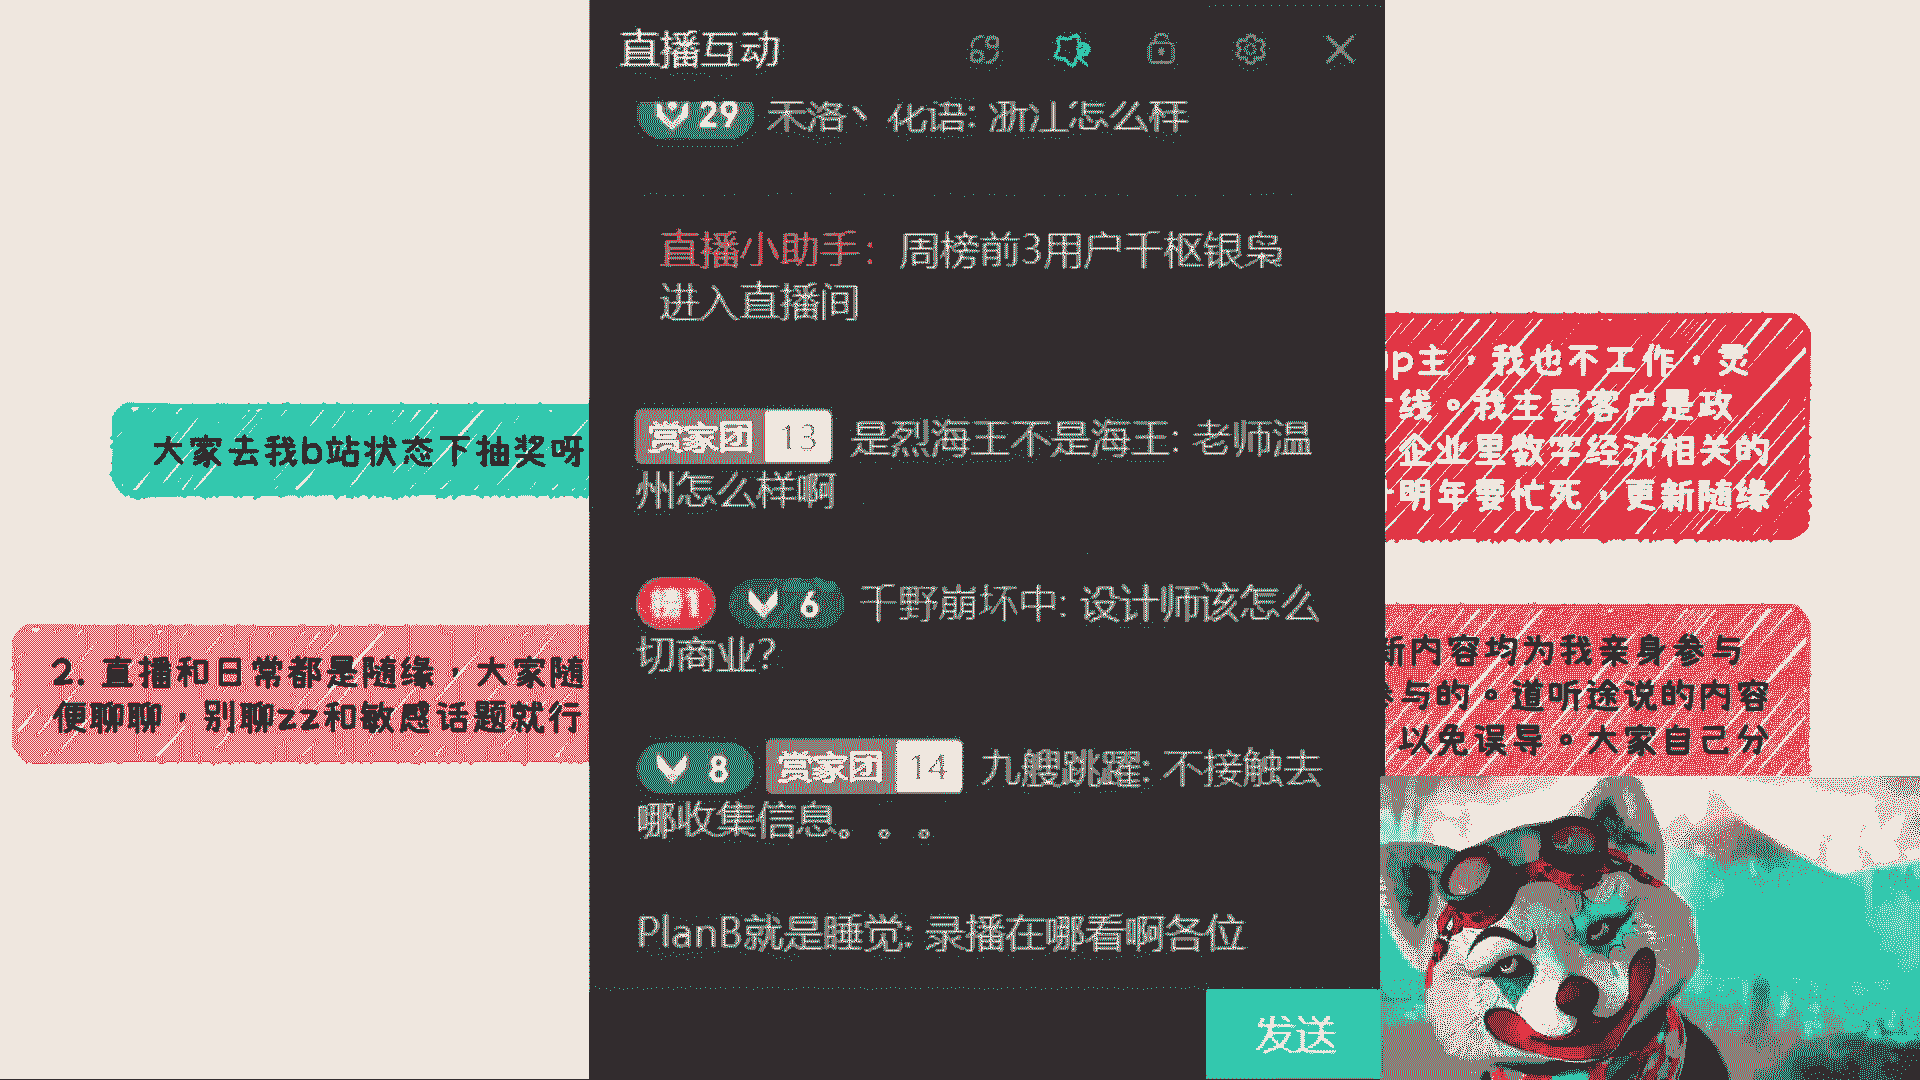 直播互动
29 禾洛丶化语: 浙江怎么样
直播小助手: 周榜前3用户千枢银枭
进入直播间
赏家团 13 是烈海王不是海王: 老师温
州怎么样啊
榜1 6 千野崩坏中: 设计师该怎么
切商业?
8 赏家团 14 九艘跳躍: 不接触去
哪收集信息。。。
PlanB就是睡觉: 录播在哪看啊各位
发送
大家去我b站状态下抽奖呀
2. 直播和日常都是随缘，大家随
便聊聊，别聊zz和敏感话题就行
up主，我也不工作，灵
线。我主要客户是政
企业里数字经济相关的
明年要忙死，更新随缘
新内容均为我亲身参与
参与的。道听途说的内容
以免误导。大家自己分